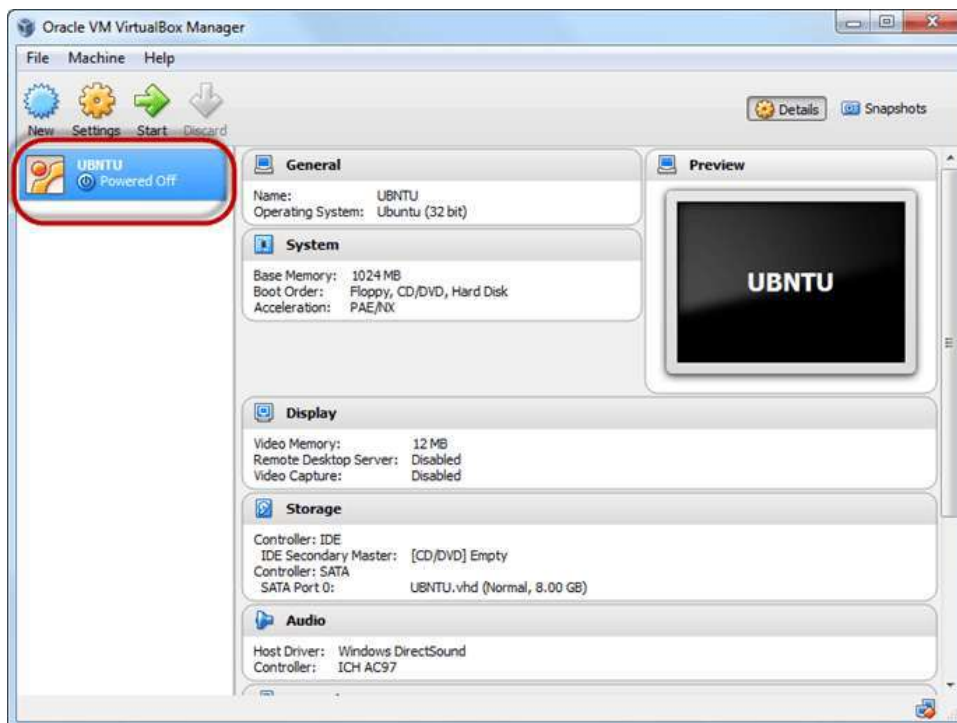 Oracle VM VirtualBox Manager
File Machine Help
New Settings Start Discard
Details Snapshots
UBNTU
Powered Off
General
Name: UBNTU
Operating System: Ubuntu (32 bit)
System
Base Memory: 1024 MB
Boot Order: Floppy, CD/DVD, Hard Disk
Acceleration: PAE/NX
Preview
UBNTU
Display
Video Memory: 12 MB
Remote Desktop Server: Disabled
Video Capture: Disabled
Storage
Controller: IDE
IDE Secondary Master: [CD/DVD] Empty
Controller: SATA
SATA Port 0: UBNTU.vhd (Normal, 8.00 GB)
Audio
Host Driver: Windows DirectSound
Controller: ICH AC97